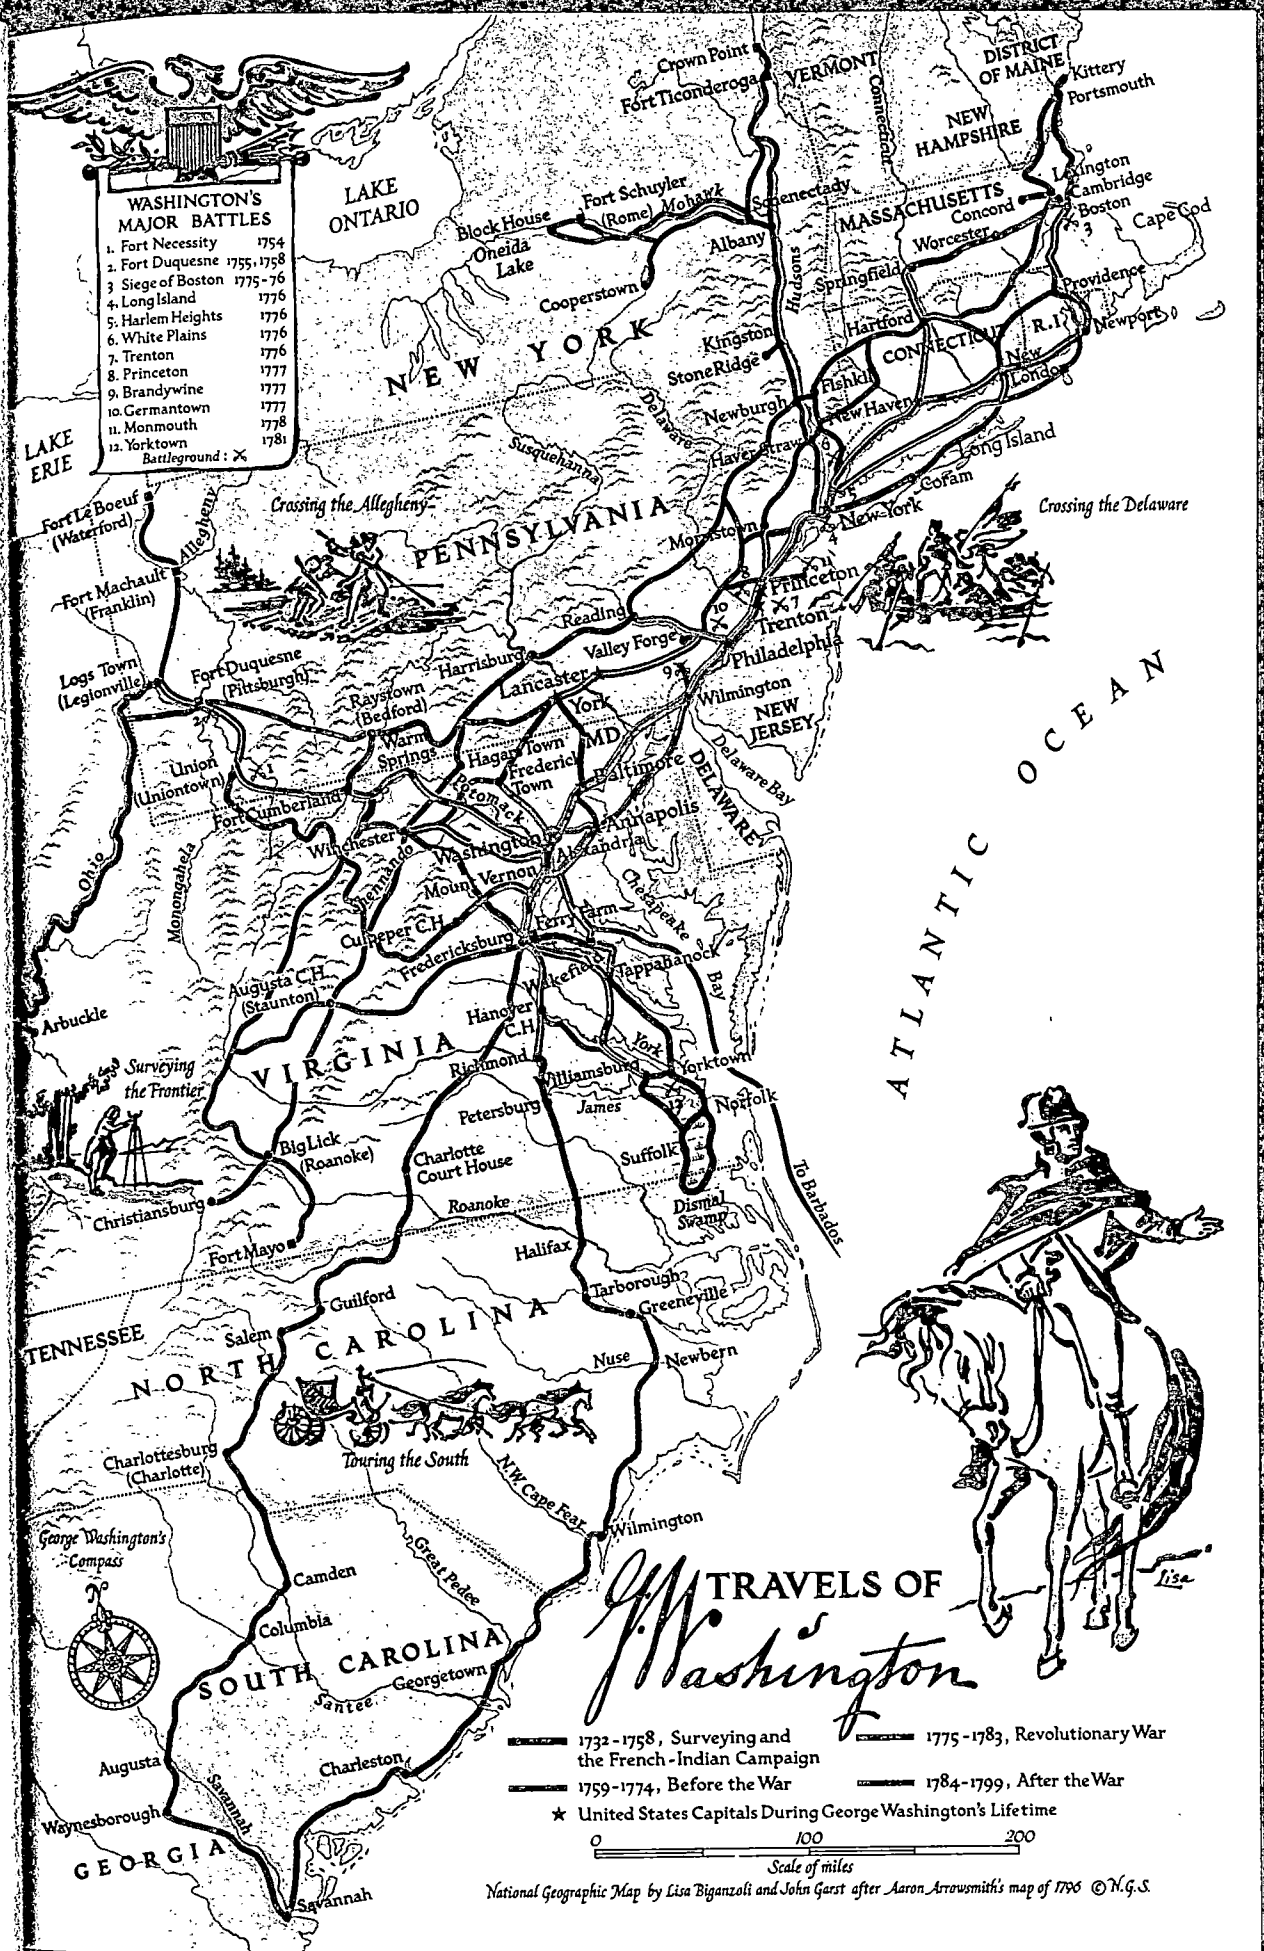 WASHINGTON'S
MAJOR BATTLES
1. Fort Necessity 1754
2. Fort Duquesne 1755, 1758
3 Siege of Boston 1775-76
4. Long Island 1776
5. Harlem Heights 1776
6. White Plains 1776
7. Trenton 1776
8. Princeton 1777
9. Brandywine 1777
10. Germantown 1777
11. Monmouth 1778
12. Yorktown 1781
Battleground:
LAKE
ONTARIO
LAKE
ERIE
Crown Point
Fort Ticonderoga
VERMONT
Connecticut
DISTRICT
OF MAINE
Kittery
Portsmouth
NEW
HAMPSHIRE
Lexington
Cambridge
Concord
Boston
3
Cape Cod
MASSACHUSETTS
Worcester
Springfield
Providence
Hartford
CONNECTICUT
R.I.
Newport
New
London
Schenectady
Fort Schuyler
(Rome)
Mohawk
Block House
Oneida
Lake
Albany
Hudsons
Cooperstown
NEW YORK
Kingston
Stone Ridge
Fishkill
Newburgh
New Haven
Delaware
Haverstraw
6
Long Island
Susquehanna
Coram
5
New York
4
Crossing the Delaware
Fort Le Boeuf
(Waterford)
Allegheny
Crossing the Allegheny
PENNSYLVANIA
Morristown
Fort Machault
(Franklin)
11
8
Princeton
7
10
Trenton
Reading
Valley Forge
Philadelphia
Logs Town
(Legionville)
Fort Duquesne
(Pittsburgh)
2
Harrisburg
Lancaster
9
Raystown
(Bedford)
York
Wilmington
NEW
JERSEY
Warm
Springs
Hagar Town
MD
Frederick
Town
Delaware Bay
Union
(Uniontown)
1
Baltimore
DELAWARE
Potomack
Fort Cumberland
Annapolis
Winchester
Washington
Alexandria
Ohio
Monongahela
Shennando
Mount Vernon
Chesapeake
Bay
Culpeper C.H.
Ferry Farm
Fredericksburg
Wakefield
Tappahanock
Augusta C.H.
(Staunton)
Arbuckle
Hanover
C.H.
York
VIRGINIA
Richmond
Williamsburg
Yorktown
12
Surveying
the Frontier
Petersburg
James
Norfolk
Big Lick
(Roanoke)
Charlotte
Court House
Suffolk
Christiansburg
Roanoke
Dismal
Swamp
To Barbados
Fort Mayo
Halifax
Guilford
Tarborough
Greeneville
TENNESSEE
Salem
NORTH CAROLINA
Nuse
Newbern
Charlottesburg
(Charlotte)
Touring the South
N.W. Cape Fear
George Washington's
Compass
N
Great Pedee
Wilmington
Camden
Columbia
SOUTH CAROLINA
Georgetown
Santee
Augusta
Charleston
Savannah
Waynesborough
GEORGIA
Savannah
ATLANTIC OCEAN
Lisa
TRAVELS OF
G. Washington's
1732-1758, Surveying and
the French-Indian Campaign
1775-1783, Revolutionary War
1759-1774, Before the War
1784-1799, After the War
★ United States Capitals During George Washington's Lifetime
0 100 200
Scale of miles
National Geographic Map by Lisa Biganzoli and John Garst after Aaron Arrowsmith's map of 1796 © N.G.S.